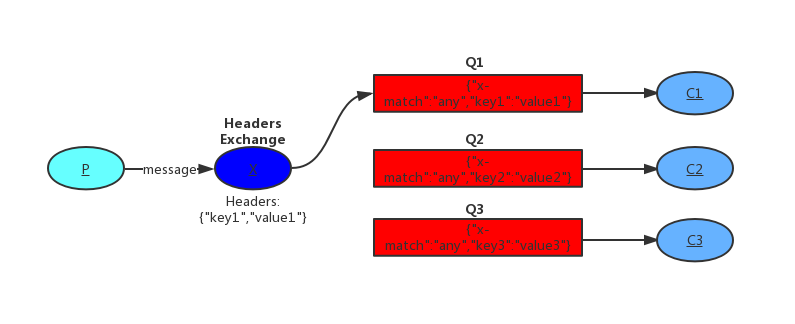 Q1
{"x-
match":"any","key1":"value1"}
C1
Headers
Exchange
Q2
P
message
X
{"x-
match":"any","key2":"value2"}
C2
Headers:
{"key1","value1"}
Q3
{"x-
match":"any","key3":"value3"}
C3